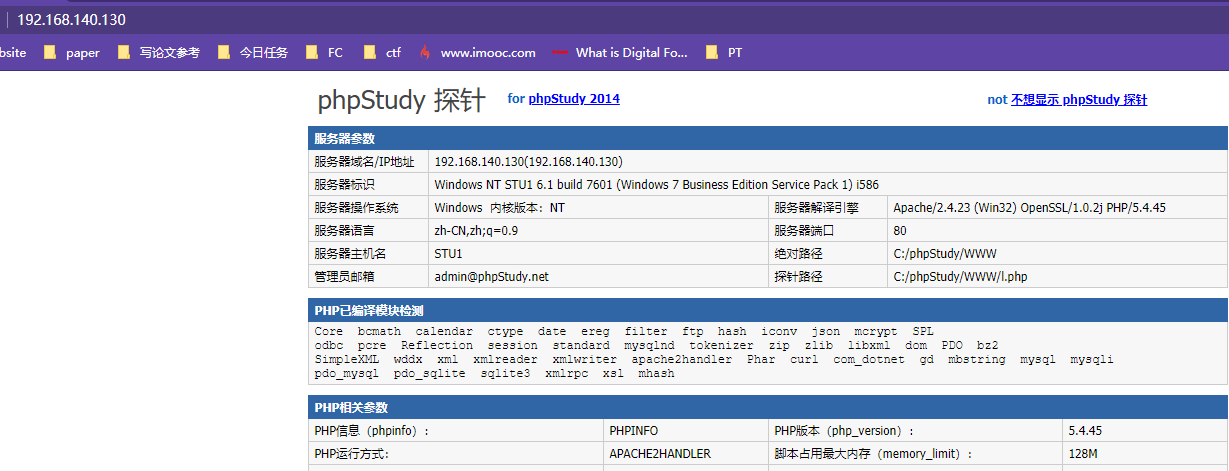 192.168.140.130
bsite paper 写论文参考 今日任务 FC ctf www.imooc.com What is Digital Fo... PT
phpStudy 探针 for phpStudy 2014 not 不想显示 phpStudy 探针
服务器参数
服务器域名/IP地址 192.168.140.130(192.168.140.130)
服务器标识 Windows NT STU1 6.1 build 7601 (Windows 7 Business Edition Service Pack 1) i586
服务器操作系统 Windows 内核版本：NT 服务器解译引擎 Apache/2.4.23 (Win32) OpenSSL/1.0.2j PHP/5.4.45
服务器语言 zh-CN,zh;q=0.9 服务器端口 80
服务器主机名 STU1 绝对路径 C:/phpStudy/WWW
管理员邮箱 admin@phpStudy.net 探针路径 C:/phpStudy/WWW/l.php
PHP已编译模块检测
Core bcmath calendar ctype date ereg filter ftp hash iconv json mcrypt SPL
odbc pcre Reflection session standard mysqlnd tokenizer zip zlib libxml dom PDO bz2
SimpleXML wddx xml xmlreader xmlwriter apache2handler Phar curl com_dotnet gd mbstring mysql mysqli
pdo_mysql pdo_sqlite sqlite3 xmlrpc xsl mhash
PHP相关参数
PHP信息（phpinfo）： PHPINFO PHP版本（php_version）： 5.4.45
PHP运行方式： APACHE2HANDLER 脚本占用最大内存（memory_limit）： 128M